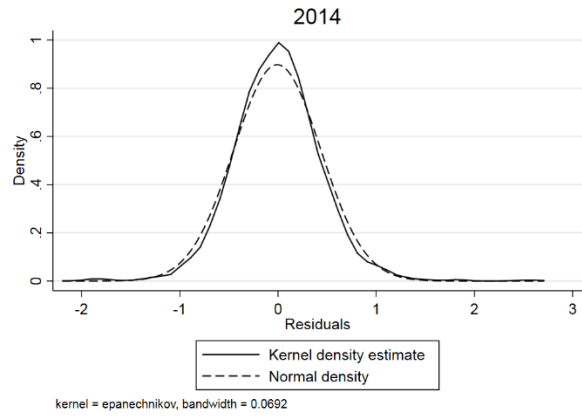 2014
Density
1
.8
.6
.4
.2
0
-2 -1 0 1 2 3
Residuals
Kernel density estimate
Normal density
kernel = epanechnikov, bandwidth = 0.0692